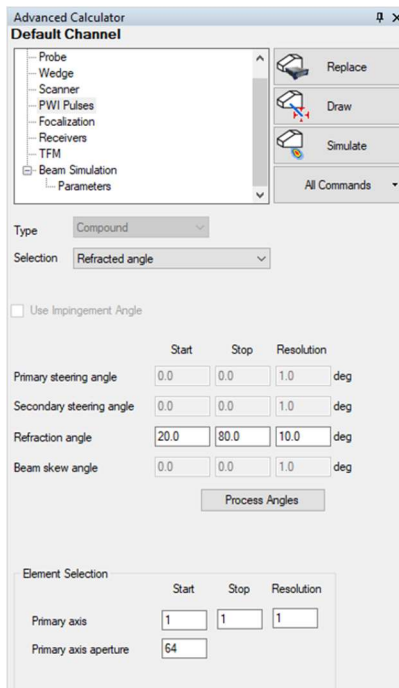 Advanced Calculator
Default Channel
Probe
Wedge
Scanner
PWI Pulses
Focalization
Receivers
TFM
Beam Simulation
Parameters
Replace
Draw
Simulate
All Commands
Type Compound
Selection Refracted angle
Use Impingement Angle
Start Stop Resolution
Primary steering angle 0.0 0.0 1.0 deg
Secondary steering angle 0.0 0.0 1.0 deg
Refraction angle 20.0 80.0 10.0 deg
Beam skew angle 0.0 0.0 1.0 deg
Process Angles
Element Selection
Start Stop Resolution
Primary axis 1 1 1
Primary axis aperture 64